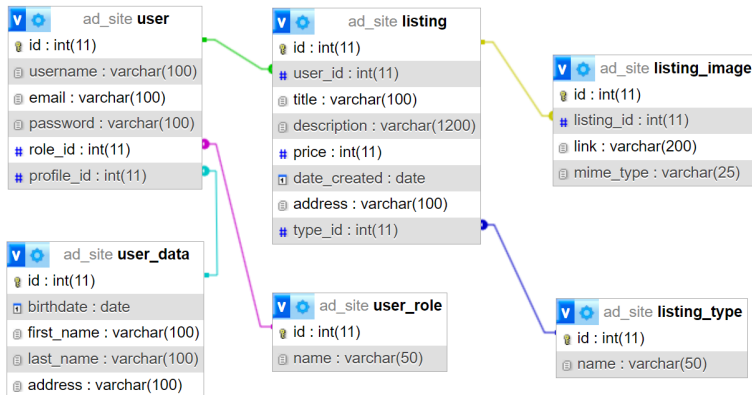 V ad_site user
id : int(11)
username : varchar(100)
email : varchar(100)
password : varchar(100)
# role_id : int(11)
# profile_id : int(11)
V ad_site listing
id : int(11)
# user_id : int(11)
title : varchar(100)
description : varchar(1200)
# price : int(11)
date_created : date
address : varchar(100)
# type_id : int(11)
V ad_site listing_image
id : int(11)
# listing_id : int(11)
link : varchar(200)
mime_type : varchar(25)
V ad_site user_data
id : int(11)
birthdate : date
first_name : varchar(100)
last_name : varchar(100)
address : varchar(100)
V ad_site user_role
id : int(11)
name : varchar(50)
V ad_site listing_type
id : int(11)
name : varchar(50)